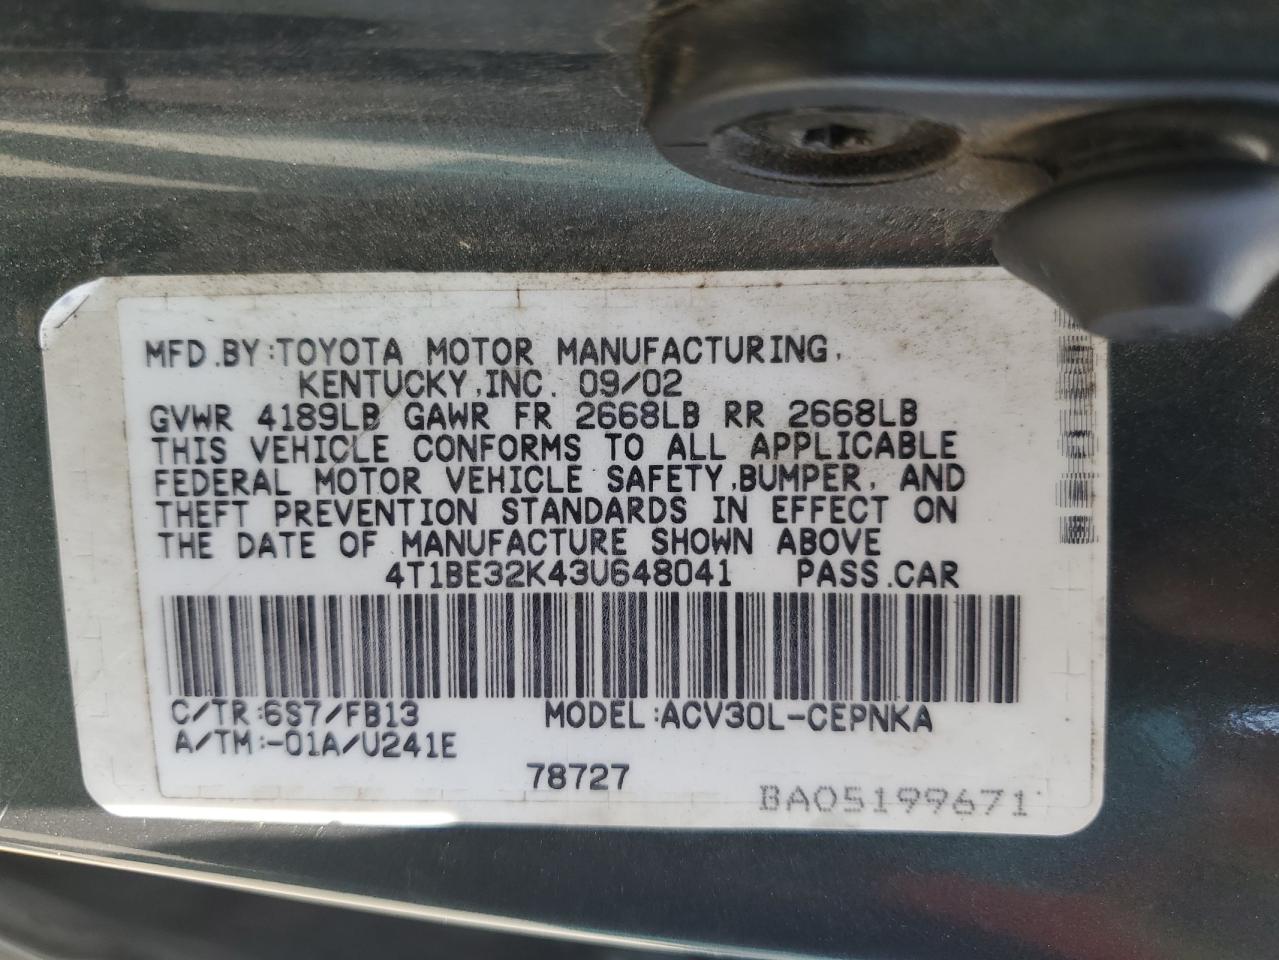 MFD.BY:TOYOTA MOTOR MANUFACTURING,
KENTUCKY,INC. 09/02
GVWR 4189LB GAWR FR 2668LB RR 2668LB
THIS VEHICLE CONFORMS TO ALL APPLICABLE
FEDERAL MOTOR VEHICLE SAFETY,BUMPER, AND
THEFT PREVENTION STANDARDS IN EFFECT ON
THE DATE OF MANUFACTURE SHOWN ABOVE
4T1BE32K43U648041 PASS.CAR
C/TR:6S7/FB13 MODEL:ACV30L-CEPNKA
A/TM:-01A/U241E
78727
BA05199671